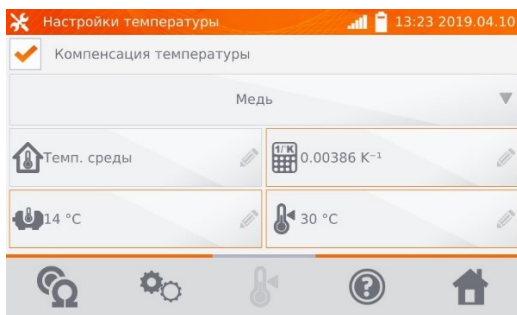 Настройки температуры 13:23 2019.04.10
Компенсация температуры
Медь
Темп. среды
1/°K 0.00386 K⁻¹
14 °C
30 °C
Ω
?